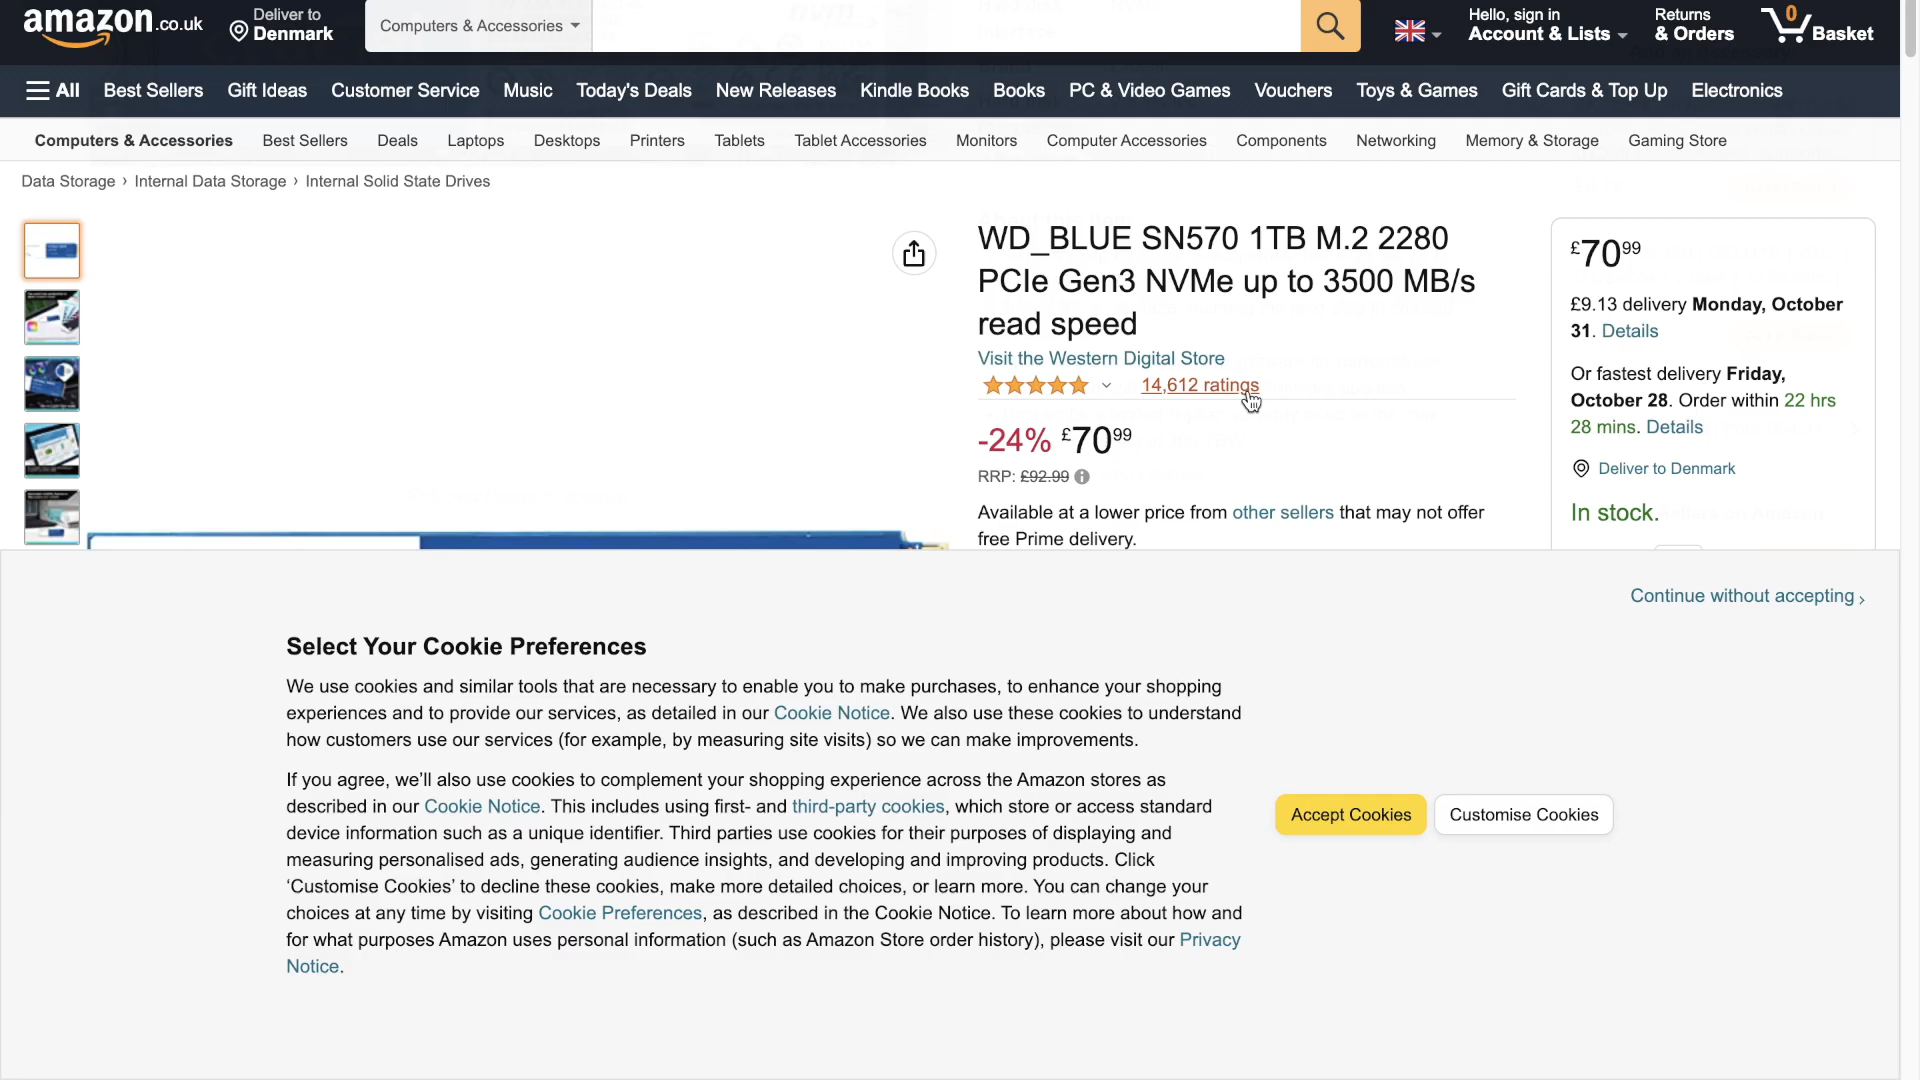 amazon.co.uk
Deliver to
Denmark
Computers & Accessories
Hello, sign in
Account & Lists
Returns
& Orders
0
Basket
All
Best Sellers
Gift Ideas
Customer Service
Music
Today's Deals
New Releases
Kindle Books
Books
PC & Video Games
Vouchers
Toys & Games
Gift Cards & Top Up
Electronics
Computers & Accessories
Best Sellers
Deals
Laptops
Desktops
Printers
Tablets
Tablet Accessories
Monitors
Computer Accessories
Components
Networking
Memory & Storage
Gaming Store
Data Storage › Internal Data Storage › Internal Solid State Drives
WD_BLUE SN570 1TB M.2 2280
PCIe Gen3 NVMe up to 3500 MB/s
read speed
Visit the Western Digital Store
14,612 ratings
-24% £7099
RRP: £92.99
Available at a lower price from other sellers that may not offer
free Prime delivery.
£7099
£9.13 delivery Monday, October
31. Details
Or fastest delivery Friday,
October 28. Order within 22 hrs
28 mins. Details
Deliver to Denmark
In stock.
Continue without accepting ›
Select Your Cookie Preferences
We use cookies and similar tools that are necessary to enable you to make purchases, to enhance your shopping
experiences and to provide our services, as detailed in our Cookie Notice. We also use these cookies to understand
how customers use our services (for example, by measuring site visits) so we can make improvements.
If you agree, we’ll also use cookies to complement your shopping experience across the Amazon stores as
described in our Cookie Notice. This includes using first- and third-party cookies, which store or access standard
device information such as a unique identifier. Third parties use cookies for their purposes of displaying and
measuring personalised ads, generating audience insights, and developing and improving products. Click
‘Customise Cookies’ to decline these cookies, make more detailed choices, or learn more. You can change your
choices at any time by visiting Cookie Preferences, as described in the Cookie Notice. To learn more about how and
for what purposes Amazon uses personal information (such as Amazon Store order history), please visit our Privacy
Notice.
Accept Cookies
Customise Cookies